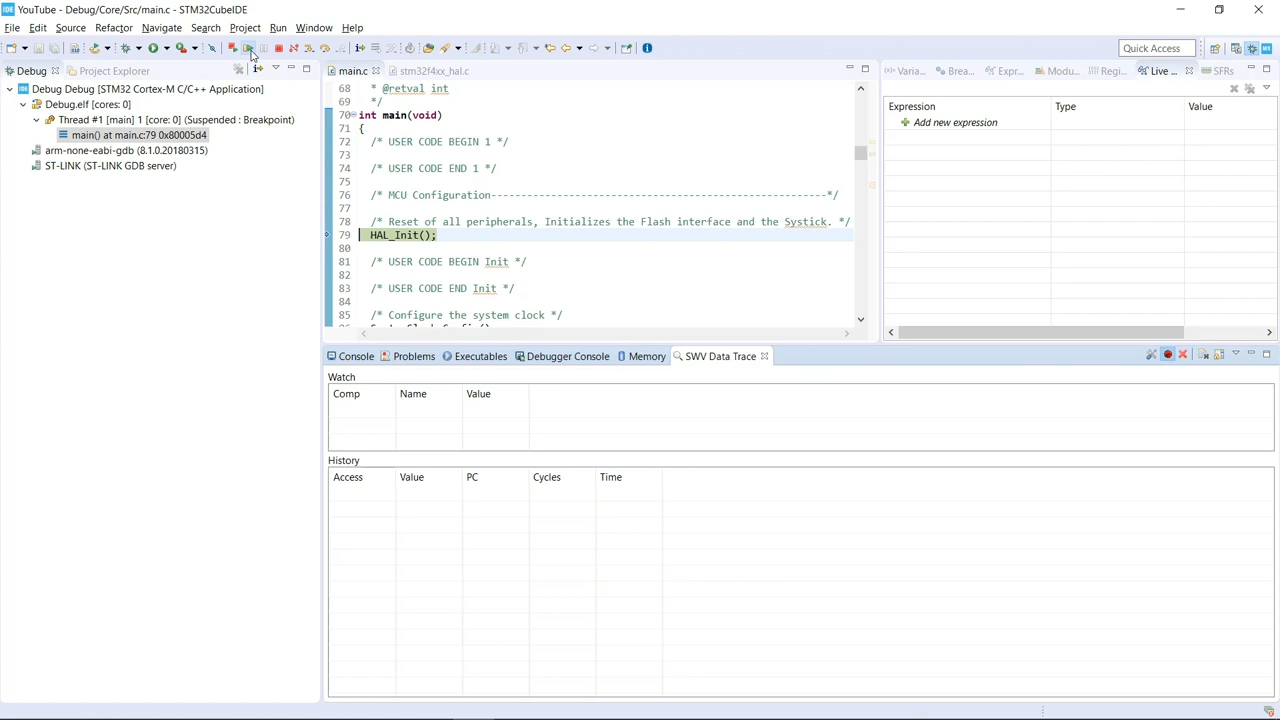 YouTube - Debug/Core/Src/main.c - STM32CubeIDE
File Edit Source Refactor Navigate Search Project Run Window Help
Quick Access
Debug
Project Explorer
Debug Debug [STM32 Cortex-M C/C++ Application]
Debug.elf [cores: 0]
Thread #1 [main] 1 [core: 0] (Suspended : Breakpoint)
main() at main.c:79 0x80005d4
arm-none-eabi-gdb (8.1.0.20180315)
ST-LINK (ST-LINK GDB server)
main.c
stm32f4xx_hal.c
68 * @retval int
69 */
70 int main(void)
71 {
72 /* USER CODE BEGIN 1 */
73
74 /* USER CODE END 1 */
75
76 /* MCU Configuration--------------------------------------------------------*/
77
78 /* Reset of all peripherals, Initializes the Flash interface and the Systick. */
79 HAL_Init();
80
81 /* USER CODE BEGIN Init */
82
83 /* USER CODE END Init */
84
85 /* Configure the system clock */
Varia... Brea... Expr... Modu... Regi... Live ... SFRs
Expression Type Value
Add new expression
Console Problems Executables Debugger Console Memory SWV Data Trace
Watch
Comp Name Value
History
Access Value PC Cycles Time